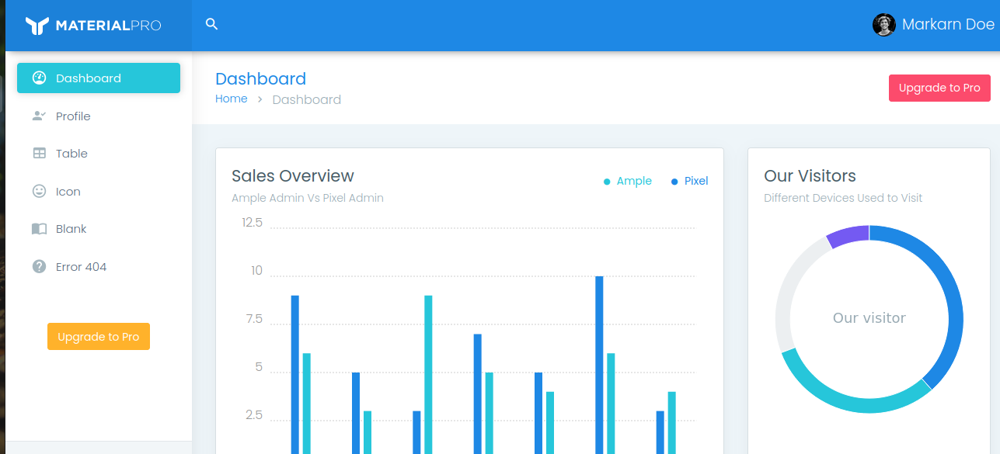 MATERIALPRO
Markarn Doe
Dashboard
Profile
Table
Icon
Blank
Error 404
Upgrade to Pro
Dashboard
Home > Dashboard
Upgrade to Pro
Sales Overview
Ample Admin Vs Pixel Admin
Ample
Pixel
12.5
10
7.5
5
2.5
Our Visitors
Different Devices Used to Visit
Our visitor